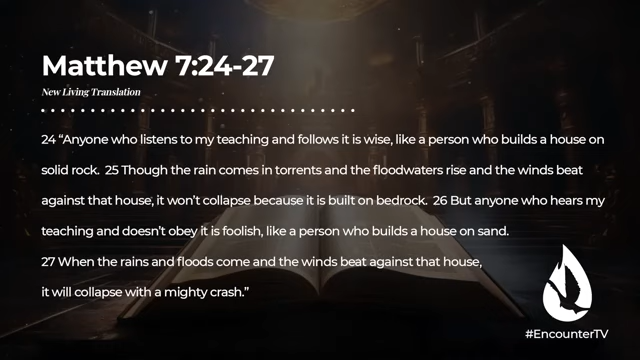 Matthew 7:24-27
New Living Translation
24 “Anyone who listens to my teaching and follows it is wise, like a person who builds a house on
solid rock.  25 Though the rain comes in torrents and the floodwaters rise and the winds beat
against that house, it won’t collapse because it is built on bedrock.  26 But anyone who hears my
teaching and doesn’t obey it is foolish, like a person who builds a house on sand.
27 When the rains and floods come and the winds beat against that house,
it will collapse with a mighty crash.”
#EncounterTV